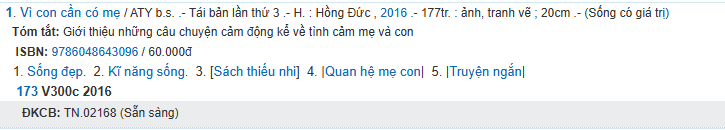 1. Vì con cần có mẹ / ATY b.s. .- Tái bản lần thứ 3 .- H. : Hồng Đức , 2016 .- 177tr. : ảnh, tranh vẽ ; 20cm .- (Sống có giá trị)
Tóm tắt: Giới thiệu những câu chuyện cảm động kể về tình cảm mẹ và con
ISBN: 9786048643096 / 60.000đ
1. Sống đẹp. 2. Kĩ năng sống. 3. [Sách thiếu nhi] 4. |Quan hệ mẹ con| 5. |Truyện ngắn|
173 V300c 2016
ĐKCB: TN.02168 (Sẵn sàng)